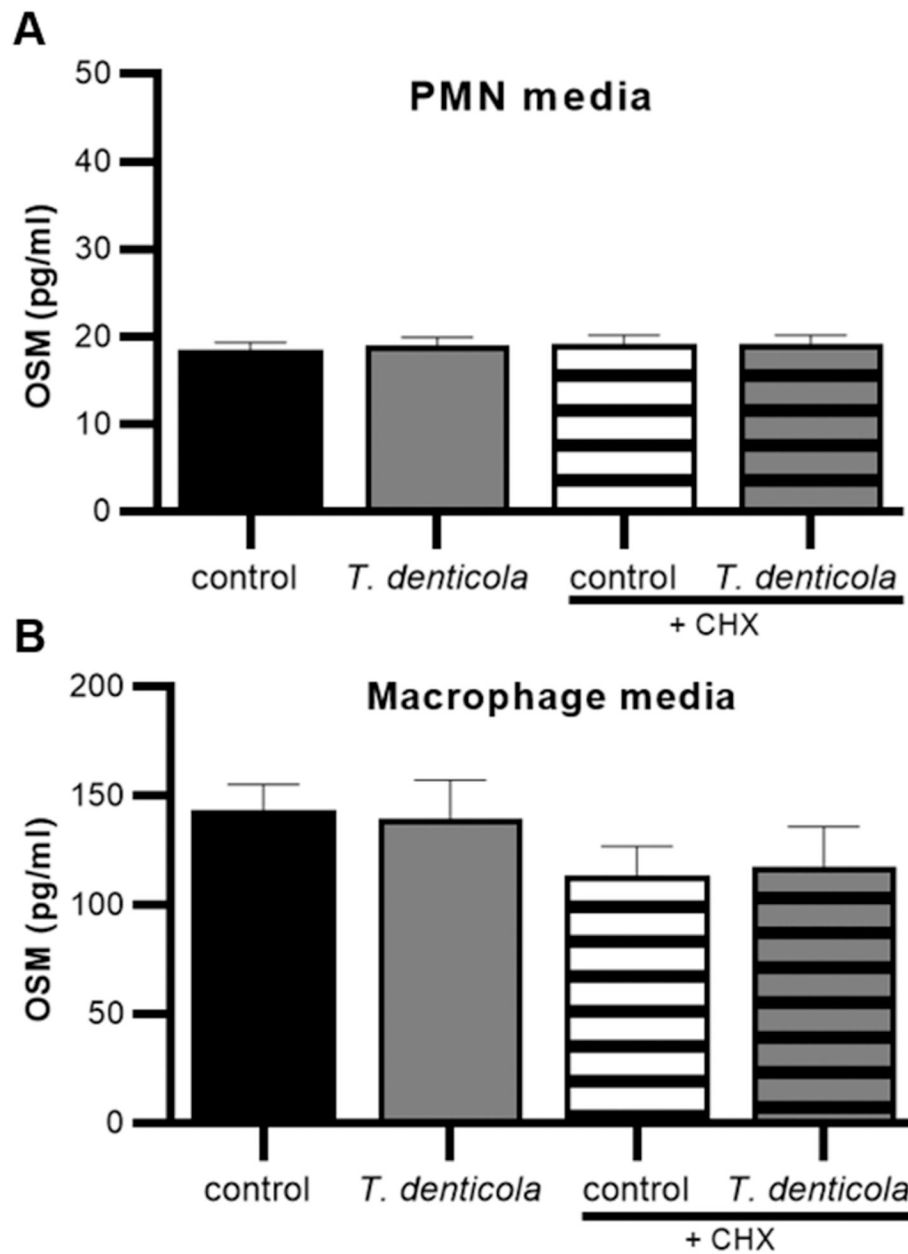 A
PMN media
50
40
30
20
10
0
OSM (pg/ml)
control T. denticola control T. denticola
+ CHX
B
Macrophage media
200
150
100
50
0
OSM (pg/ml)
control T. denticola control T. denticola
+ CHX